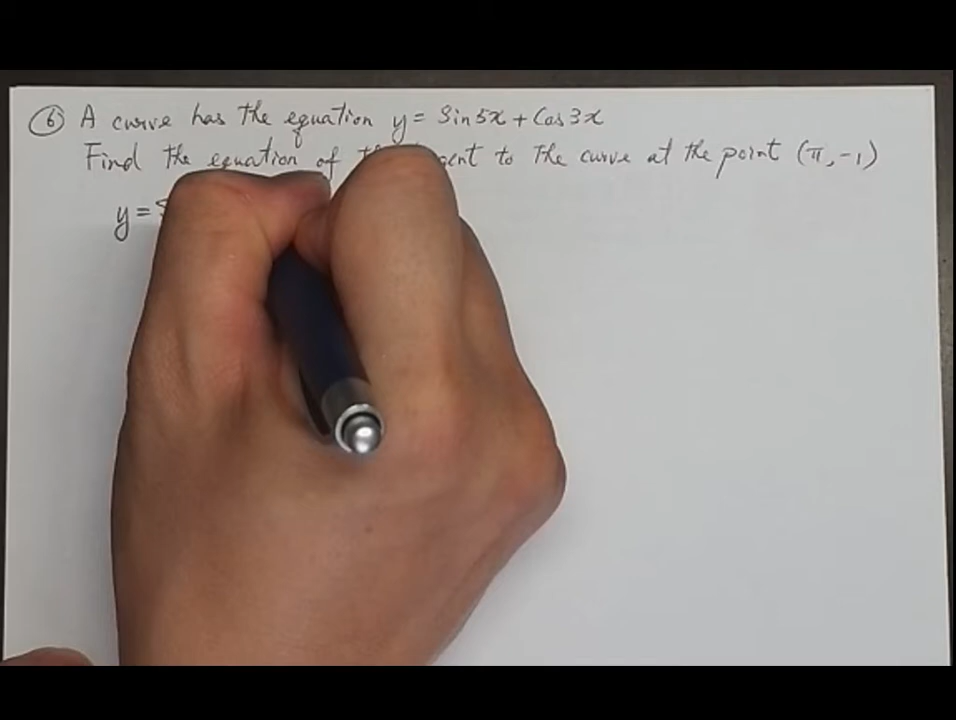 ⑥ A curve has the equation y = Sin 5x + Cos 3x
Find the equation of to the curve at the point (π, -1)
y =